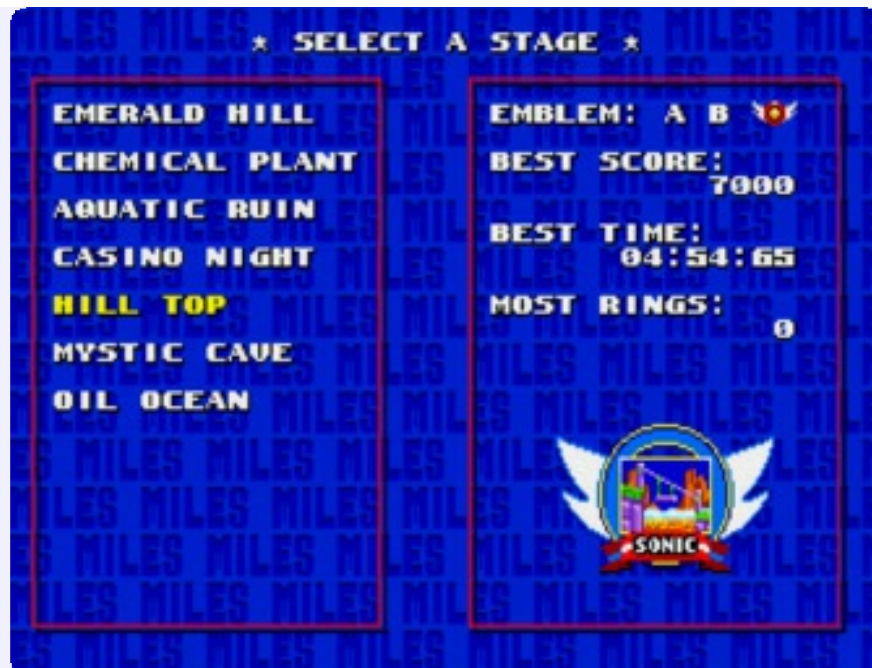 * SELECT A STAGE *
EMERALD HILL
CHEMICAL PLANT
AQUATIC RUIN
CASINO NIGHT
HILL TOP
MYSTIC CAVE
OIL OCEAN
EMBLEM: A B
BEST SCORE:
7000
BEST TIME:
04:54:65
MOST RINGS:
0
SONIC
MILES